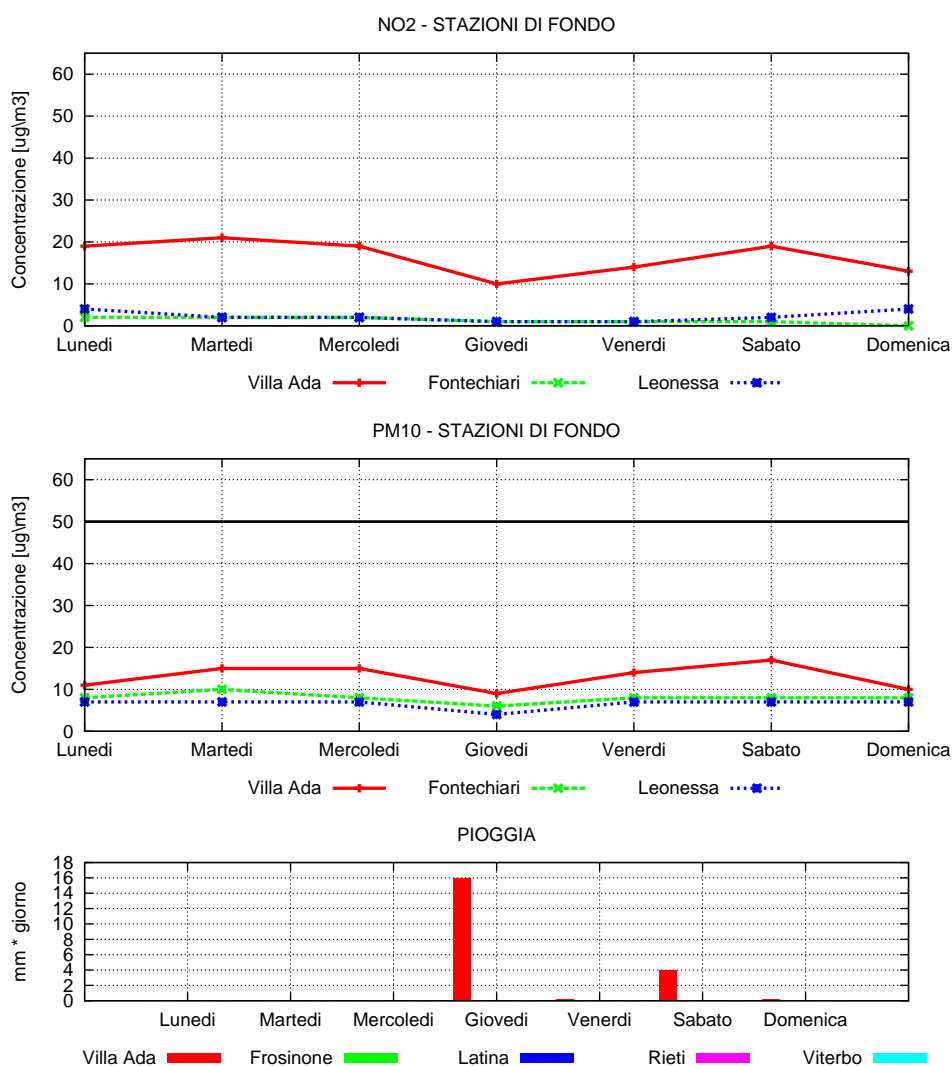 NO2 - STAZIONI DI FONDO
Concentrazione [ug\m3]
60
50
40
30
20
10
0
Lunedi Martedi Mercoledi Giovedi Venerdi Sabato Domenica
Villa Ada Fontechiari Leonessa
PM10 - STAZIONI DI FONDO
Concentrazione [ug\m3]
60
50
40
30
20
10
0
Lunedi Martedi Mercoledi Giovedi Venerdi Sabato Domenica
Villa Ada Fontechiari Leonessa
PIOGGIA
mm * giorno
18
16
14
12
10
8
6
4
2
0
Lunedi Martedi Mercoledi Giovedi Venerdi Sabato Domenica
Villa Ada Frosinone Latina Rieti Viterbo